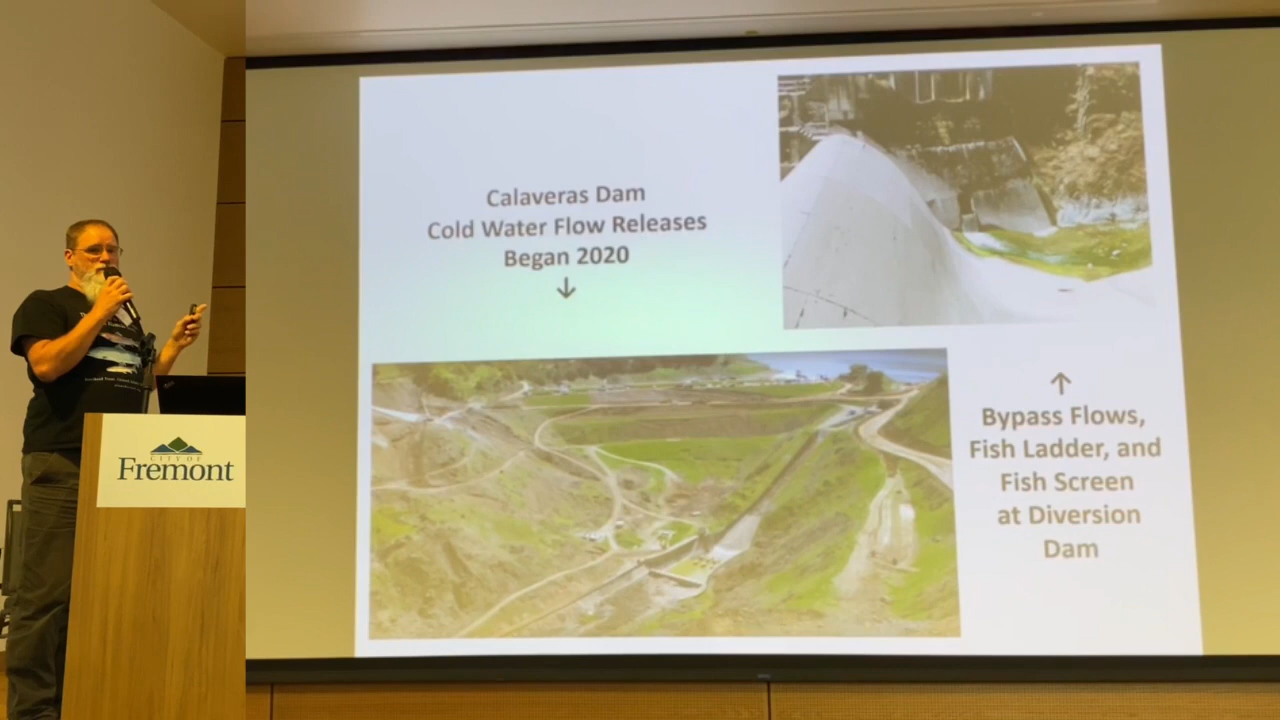 Calaveras Dam
Cold Water Flow Releases
Began 2020
↓
↑
Bypass Flows,
Fish Ladder, and
Fish Screen
at Diversion
Dam
CITY OF
Fremont